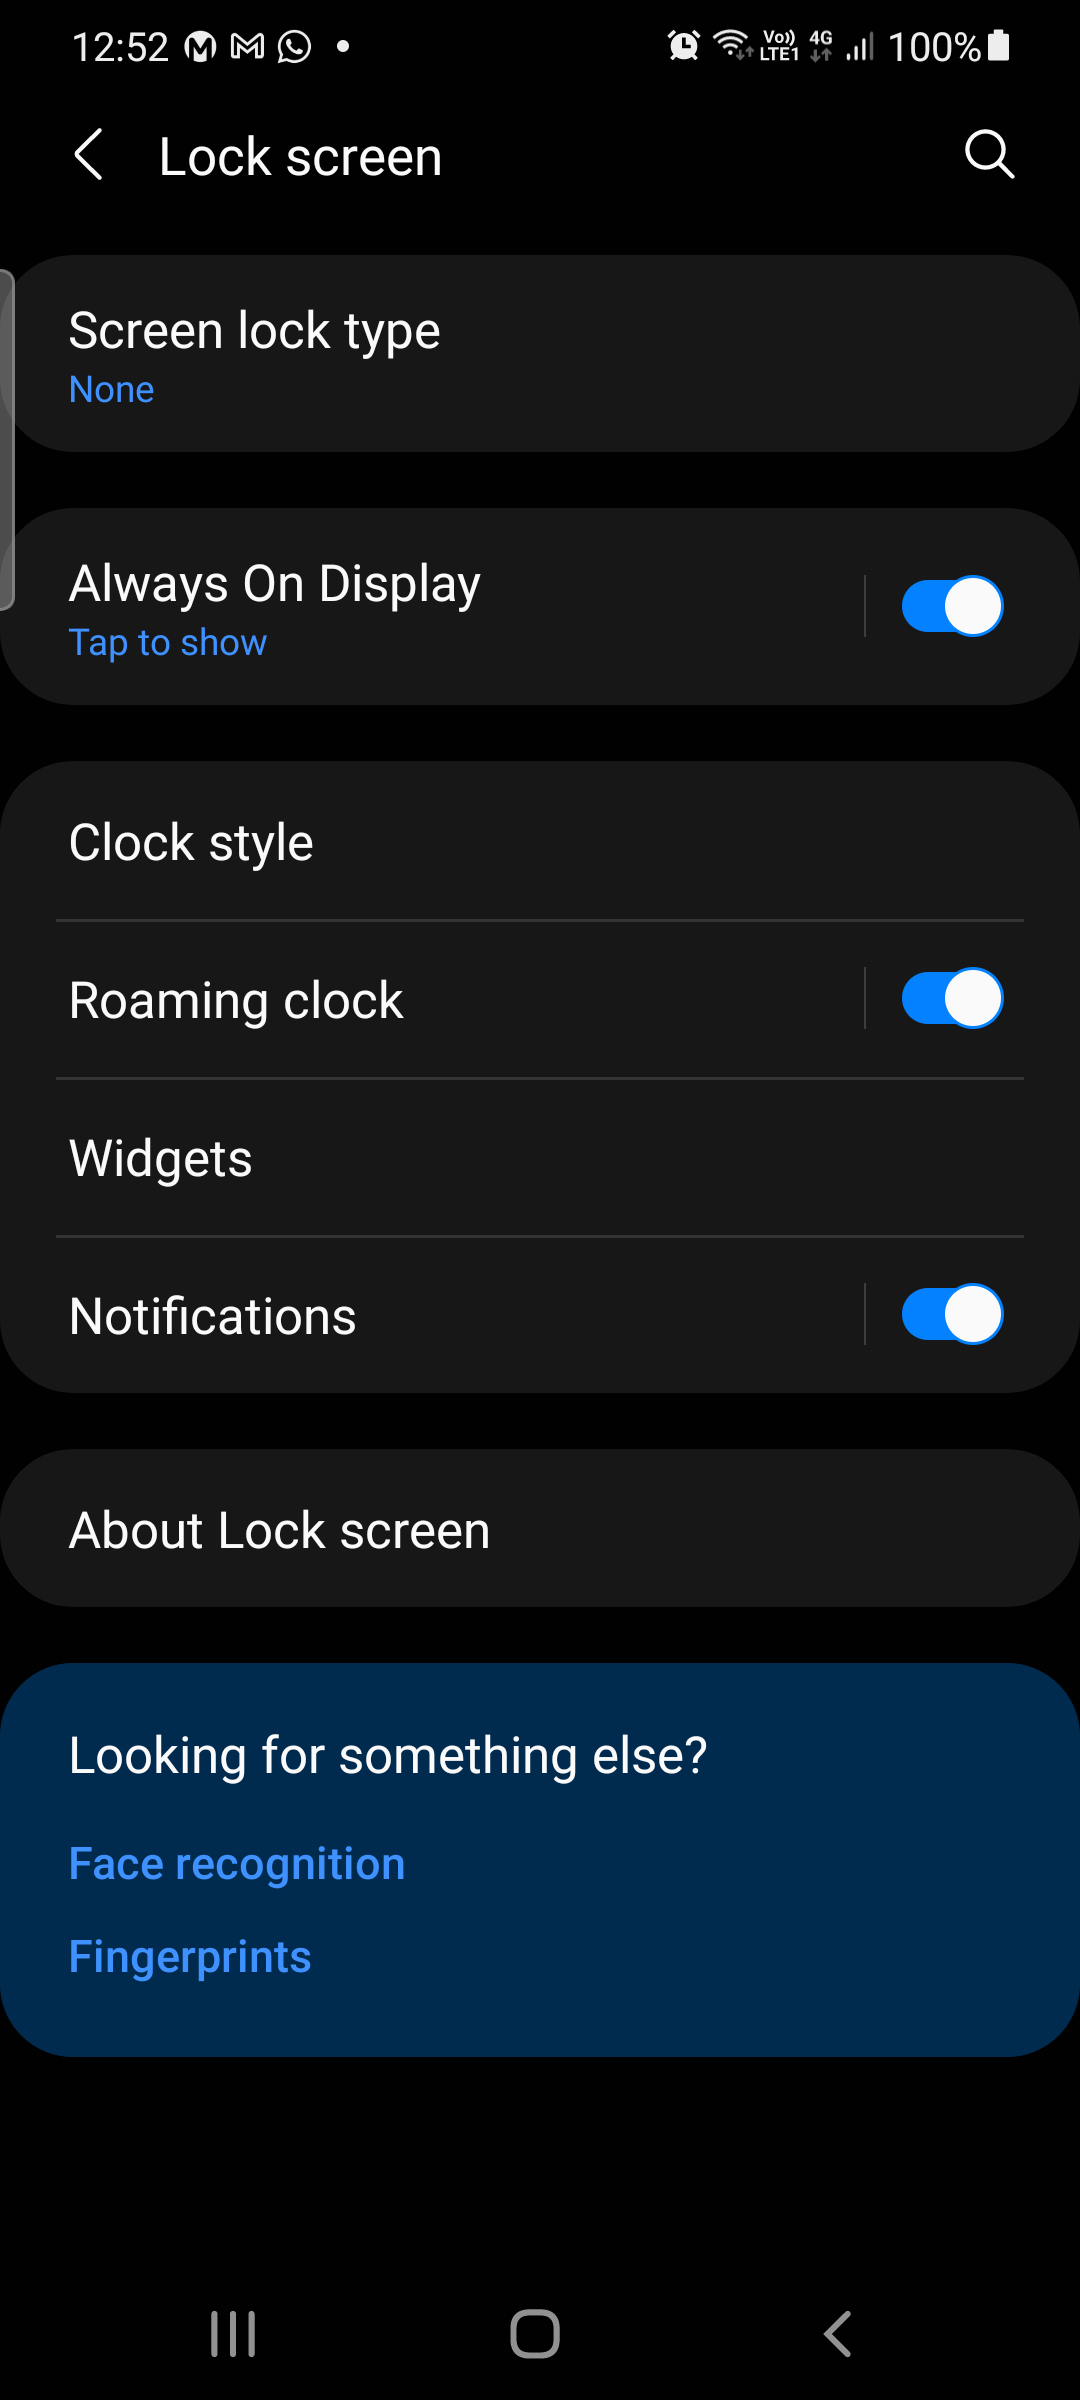 12:52 100%
Vo)) 4G
LTE1
Lock screen
Screen lock type
None
Always On Display
Tap to show
Clock style
Roaming clock
Widgets
Notifications
About Lock screen
Looking for something else?
Face recognition
Fingerprints